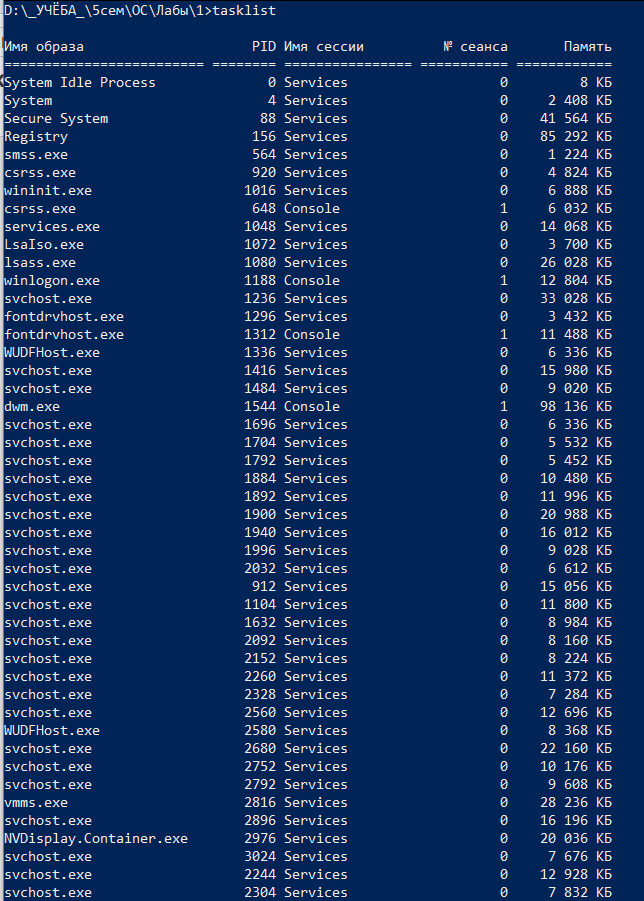 D:\_УЧЁБА_\5сем\ОС\Лабы\1>tasklist
Имя образа                     PID Имя сессии          № сеанса       Память
========================= ======== ================ =========== ============
System Idle Process              0 Services                   0         8 КБ
System                           4 Services                   0     2 408 КБ
Secure System                   88 Services                   0    41 564 КБ
Registry                       156 Services                   0    85 292 КБ
smss.exe                       564 Services                   0     1 224 КБ
csrss.exe                      920 Services                   0     4 824 КБ
wininit.exe                   1016 Services                   0     6 888 КБ
csrss.exe                      648 Console                    1     6 032 КБ
services.exe                  1048 Services                   0    14 068 КБ
LsaIso.exe                    1072 Services                   0     3 700 КБ
lsass.exe                     1080 Services                   0    26 028 КБ
winlogon.exe                  1188 Console                    1    12 804 КБ
svchost.exe                   1236 Services                   0    33 028 КБ
fontdrvhost.exe               1296 Services                   0     3 432 КБ
fontdrvhost.exe               1312 Console                    1    11 488 КБ
WUDFHost.exe                  1336 Services                   0     6 336 КБ
svchost.exe                   1416 Services                   0    15 980 КБ
svchost.exe                   1484 Services                   0     9 020 КБ
dwm.exe                       1544 Console                    1    98 136 КБ
svchost.exe                   1696 Services                   0     6 336 КБ
svchost.exe                   1704 Services                   0     5 532 КБ
svchost.exe                   1792 Services                   0     5 452 КБ
svchost.exe                   1884 Services                   0    10 480 КБ
svchost.exe                   1892 Services                   0    11 996 КБ
svchost.exe                   1900 Services                   0    20 988 КБ
svchost.exe                   1940 Services                   0    16 012 КБ
svchost.exe                   1996 Services                   0     9 028 КБ
svchost.exe                   2032 Services                   0     6 612 КБ
svchost.exe                    912 Services                   0    15 056 КБ
svchost.exe                   1104 Services                   0    11 800 КБ
svchost.exe                   1632 Services                   0     8 984 КБ
svchost.exe                   2092 Services                   0     8 160 КБ
svchost.exe                   2152 Services                   0     8 224 КБ
svchost.exe                   2260 Services                   0    11 372 КБ
svchost.exe                   2328 Services                   0     7 284 КБ
svchost.exe                   2560 Services                   0    12 696 КБ
WUDFHost.exe                  2580 Services                   0     8 368 КБ
svchost.exe                   2680 Services                   0    22 160 КБ
svchost.exe                   2752 Services                   0    10 176 КБ
svchost.exe                   2792 Services                   0     9 608 КБ
vmms.exe                      2816 Services                   0    28 236 КБ
svchost.exe                   2896 Services                   0    16 196 КБ
NVDisplay.Container.exe       2976 Services                   0    20 036 КБ
svchost.exe                   3024 Services                   0     7 676 КБ
svchost.exe                   2244 Services                   0    12 928 КБ
svchost.exe                   2304 Services                   0     7 832 КБ